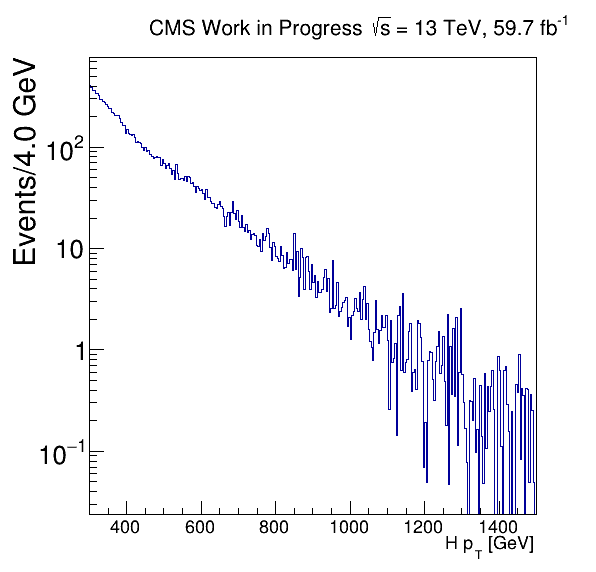 CMS Work in Progress √s = 13 TeV, 59.7 fb⁻¹
Events/4.0 GeV
10²
10
1
10⁻¹
400 600 800 1000 1200 1400
H p_T [GeV]